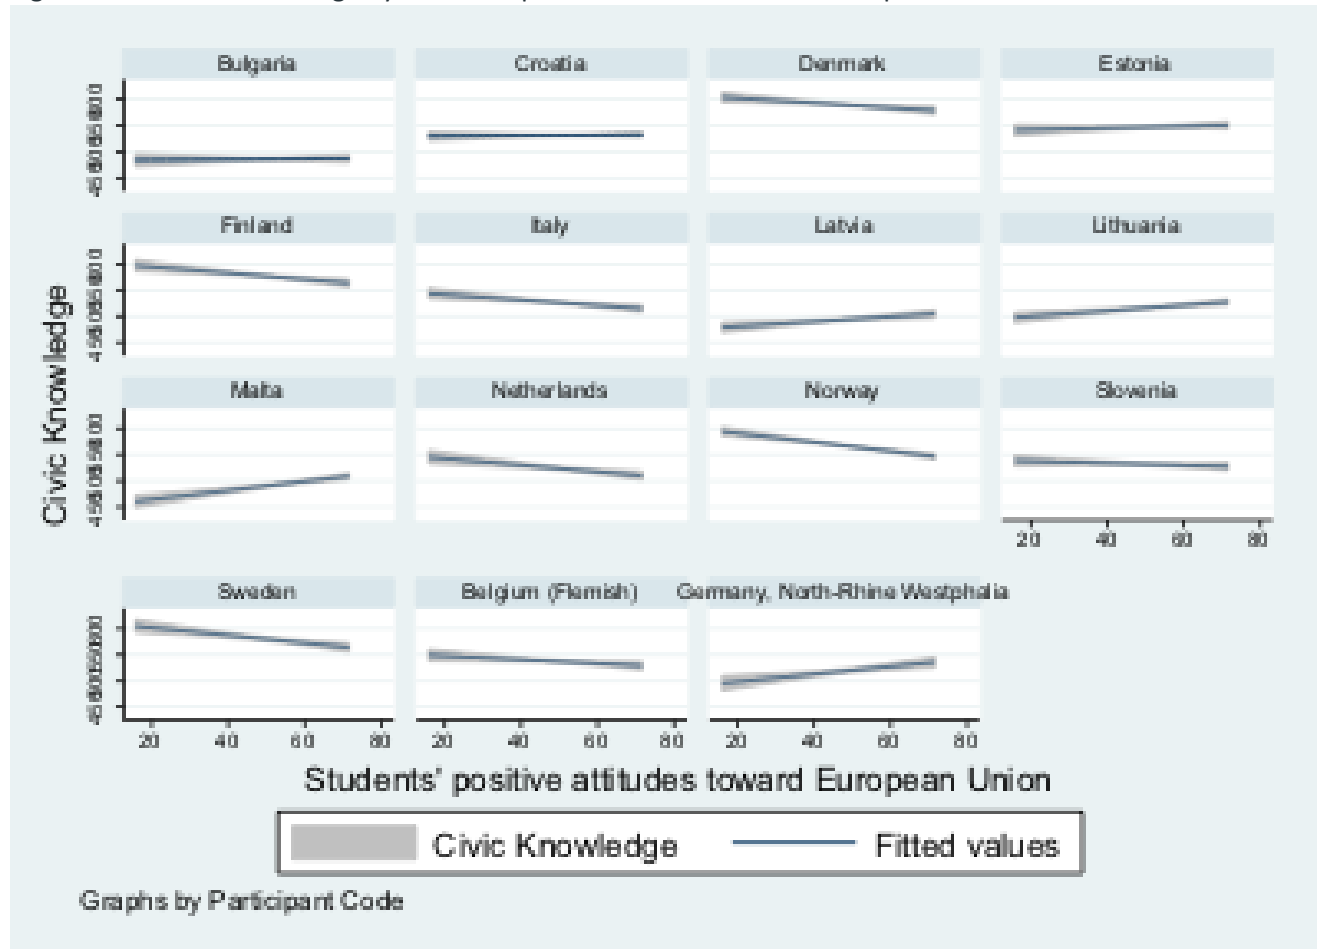 Bulgaria Croatia Denmark Estonia
Finland Italy Latvia Lithuania
Malta Netherlands Norway Slovenia
20 40 60 80
Sweden Belgium (Flemish) Germany, North-Rhine Westphalia
20 40 60 80 20 40 60 80 20 40 60 80
Civic Knowledge
Students' positive attitudes toward European Union
Civic Knowledge Fitted values
Graphs by Participant Code